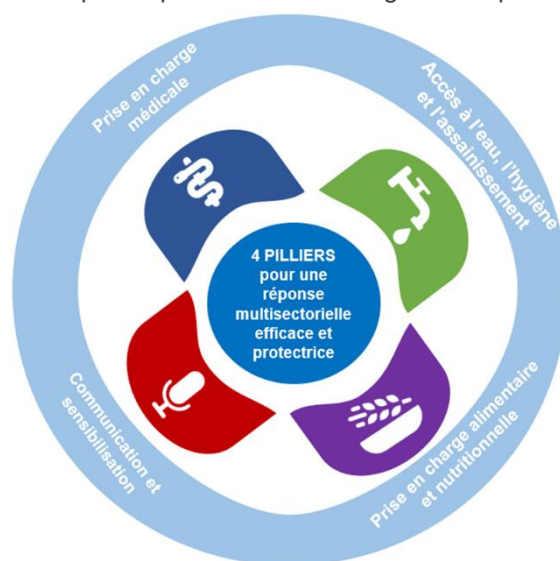 Prise en charge
médicale
Accès à l'eau, l'hygiène
et l'assainissement
4 PILLIERS
pour une
réponse
multisectorielle
efficace et
protectrice
Communication et
sensibilisation
Prise en charge alimentaire
et nutritionnelle